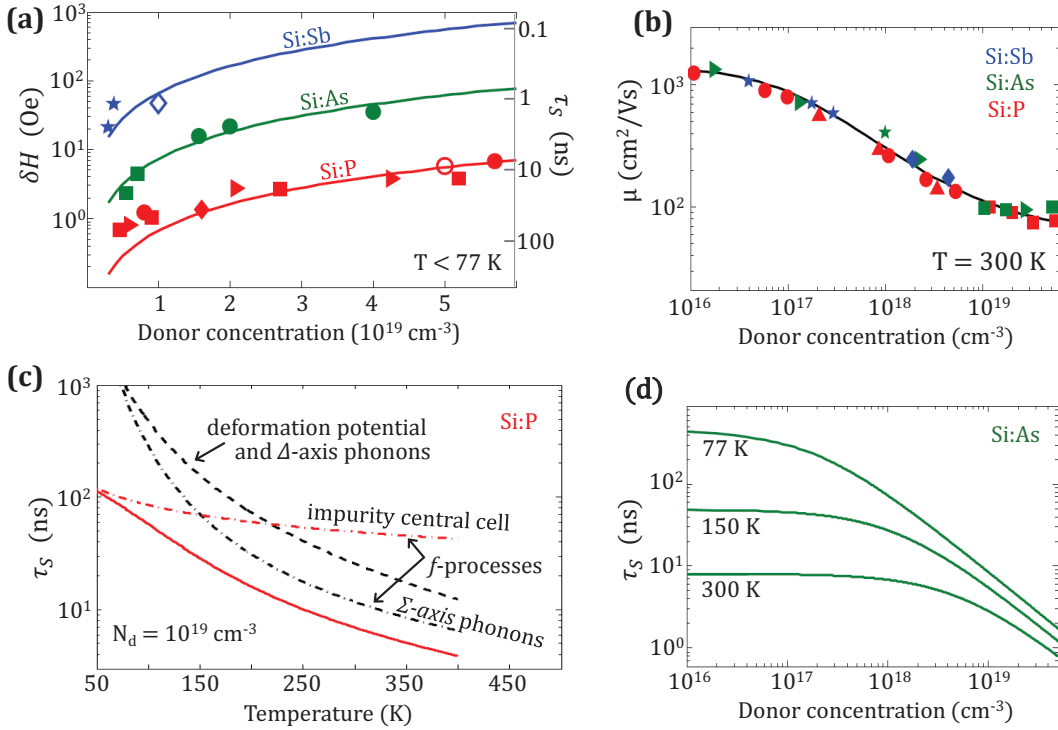 (a)
10³
10²
10¹
10⁰
δH (Oe)
Si:Sb
Si:As
Si:P
T < 77 K
0.1
1
10
100
τS (ns)
1 2 3 4 5
Donor concentration (10¹⁹ cm⁻³)
(b)
10³
10²
μ (cm²/Vs)
Si:Sb
Si:As
Si:P
T = 300 K
10¹⁶ 10¹⁷ 10¹⁸ 10¹⁹
Donor concentration (cm⁻³)
(c)
10³
10²
10¹
τS (ns)
Si:P
deformation potential
and Δ-axis phonons
impurity central cell
f-processes
Σ-axis phonons
Nd = 10¹⁹ cm⁻³
50 150 250 350 450
Temperature (K)
(d)
10²
10¹
10⁰
τS (ns)
Si:As
77 K
150 K
300 K
10¹⁶ 10¹⁷ 10¹⁸ 10¹⁹
Donor concentration (cm⁻³)